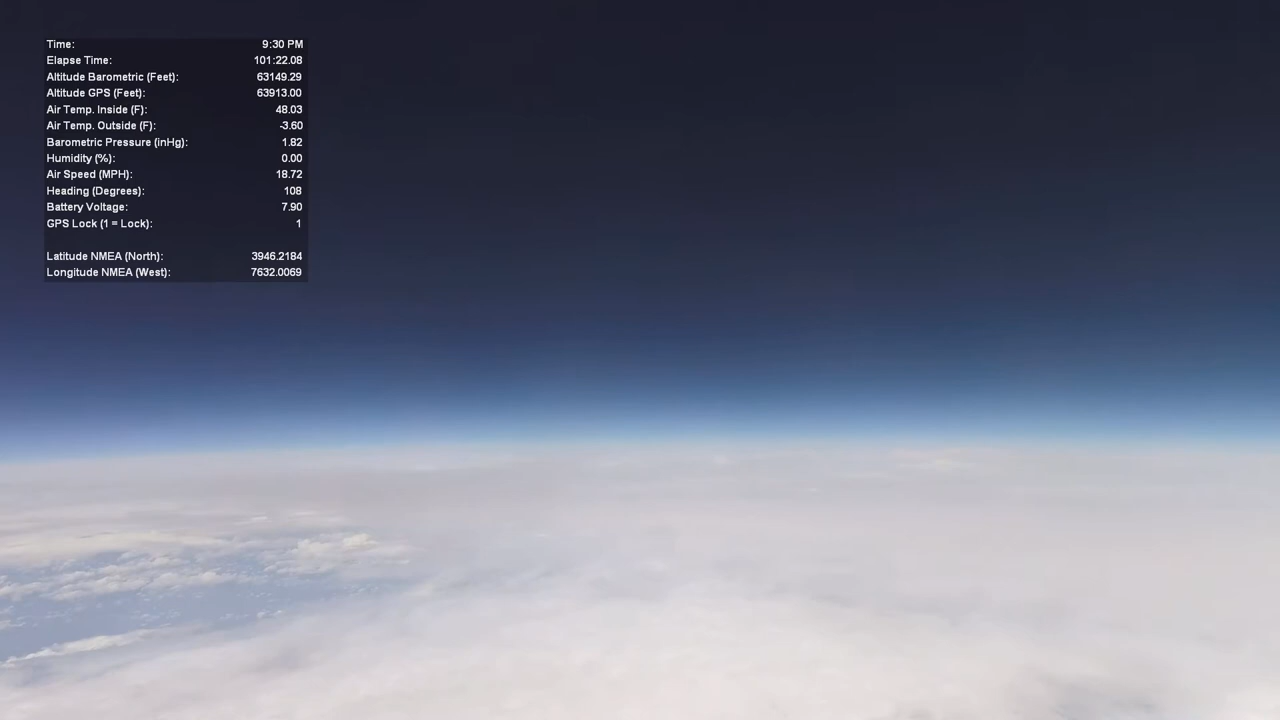 Time: 9:30 PM
Elapse Time: 101:22.08
Altitude Barometric (Feet): 63149.29
Altitude GPS (Feet): 63913.00
Air Temp. Inside (F): 48.03
Air Temp. Outside (F): -3.60
Barometric Pressure (inHg): 1.82
Humidity (%): 0.00
Air Speed (MPH): 18.72
Heading (Degrees): 108
Battery Voltage: 7.90
GPS Lock (1 = Lock): 1
Latitude NMEA (North): 3946.2184
Longitude NMEA (West): 7632.0069